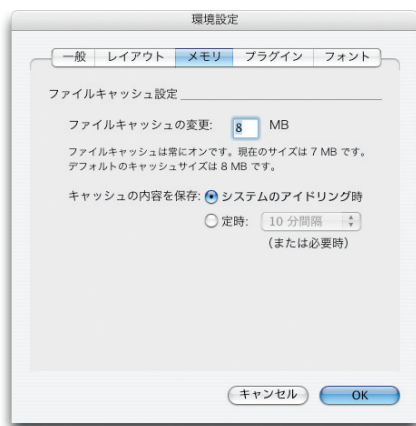 環境設定
一般 レイアウト メモリ プラグイン フォント
ファイルキャッシュ設定
ファイルキャッシュの変更: 8 MB
ファイルキャッシュは常にオンです。現在のサイズは 7 MB です。
デフォルトのキャッシュサイズは 8 MB です。
キャッシュの内容を保存: システムのアイドリング時
定時: 10 分間隔
(または必要時)
キャンセル OK